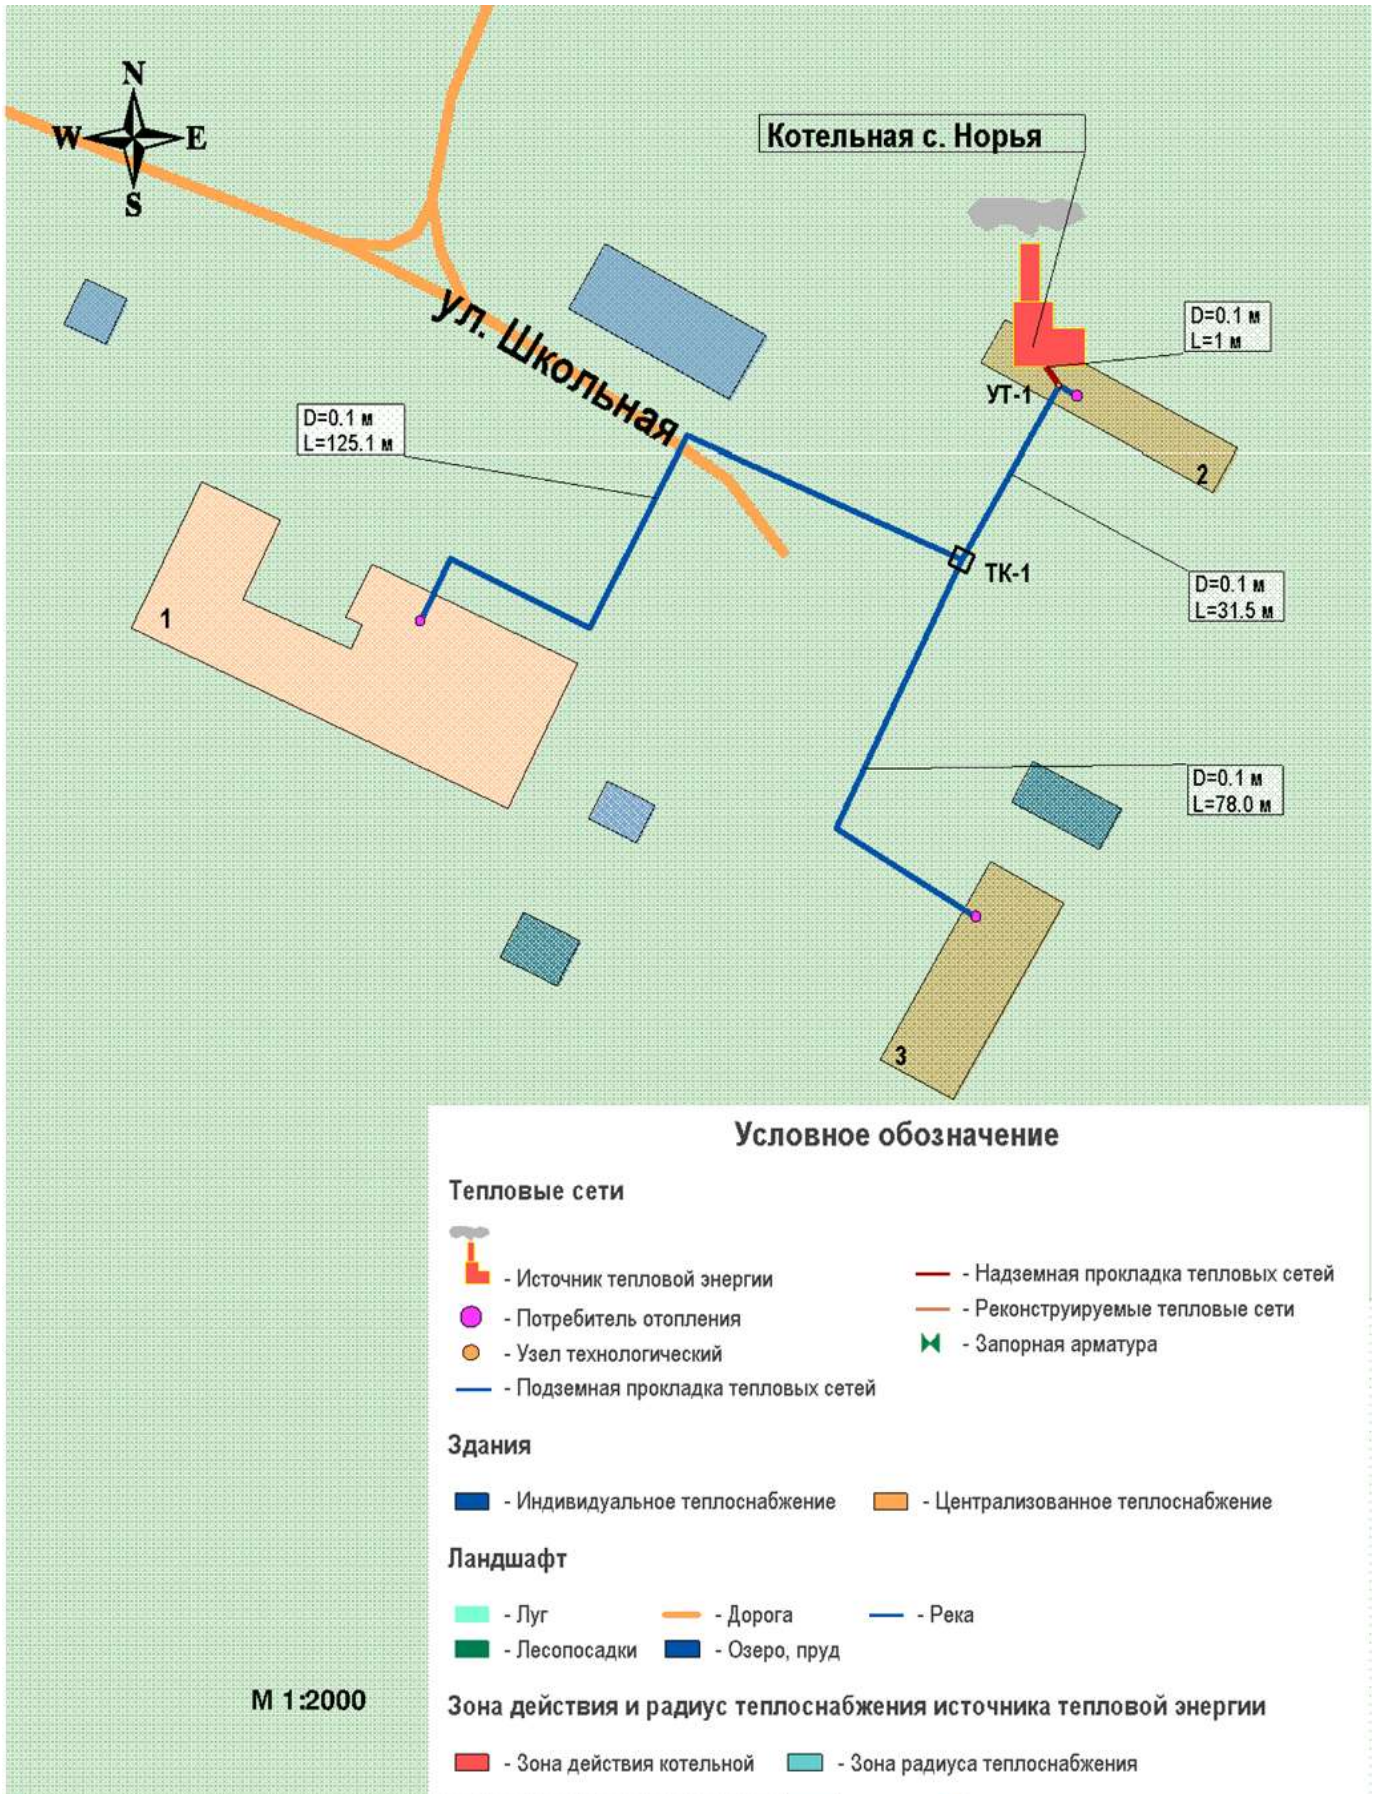 N
W E
S
Котельная с. Норья
D=0.1 м
L=1 м
ул. Школьная
УТ-1
D=0.1 м
L=125.1 м
2
ТК-1
D=0.1 м
L=31.5 м
1
D=0.1 м
L=78.0 м
3
Условное обозначение
Тепловые сети
- Источник тепловой энергии
- Надземная прокладка тепловых сетей
- Потребитель отопления
- Реконструируемые тепловые сети
- Узел технологический
- Запорная арматура
- Подземная прокладка тепловых сетей
Здания
- Индивидуальное теплоснабжение
- Централизованное теплоснабжение
Ландшафт
- Луг
- Дорога
- Река
- Лесопосадки
- Озеро, пруд
М 1:2000
Зона действия и радиус теплоснабжения источника тепловой энергии
- Зона действия котельной
- Зона радиуса теплоснабжения